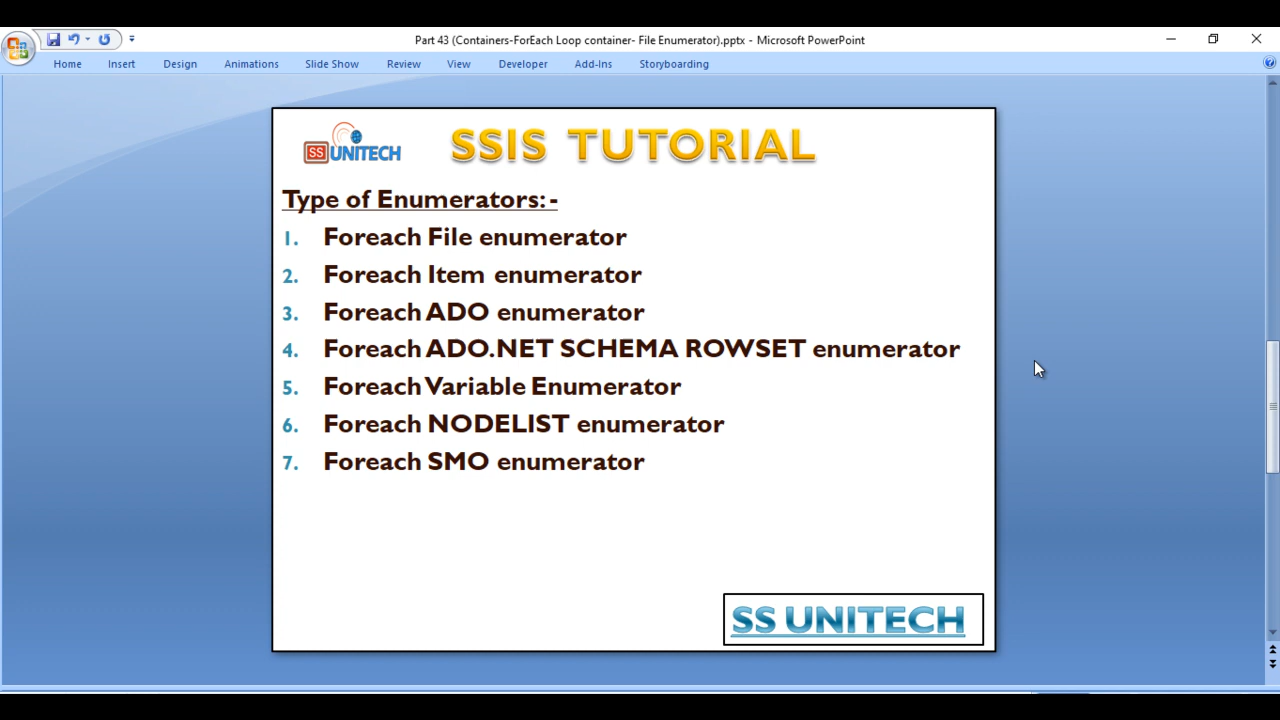 Part 43 (Containers-ForEach Loop container- File Enumerator).pptx - Microsoft PowerPoint
Home Insert Design Animations Slide Show Review View Developer Add-Ins Storyboarding
SS UNITECH
SSIS TUTORIAL
Type of Enumerators:-
1. Foreach File enumerator
2. Foreach Item enumerator
3. Foreach ADO enumerator
4. Foreach ADO.NET SCHEMA ROWSET enumerator
5. Foreach Variable Enumerator
6. Foreach NODELIST enumerator
7. Foreach SMO enumerator
SS UNITECH